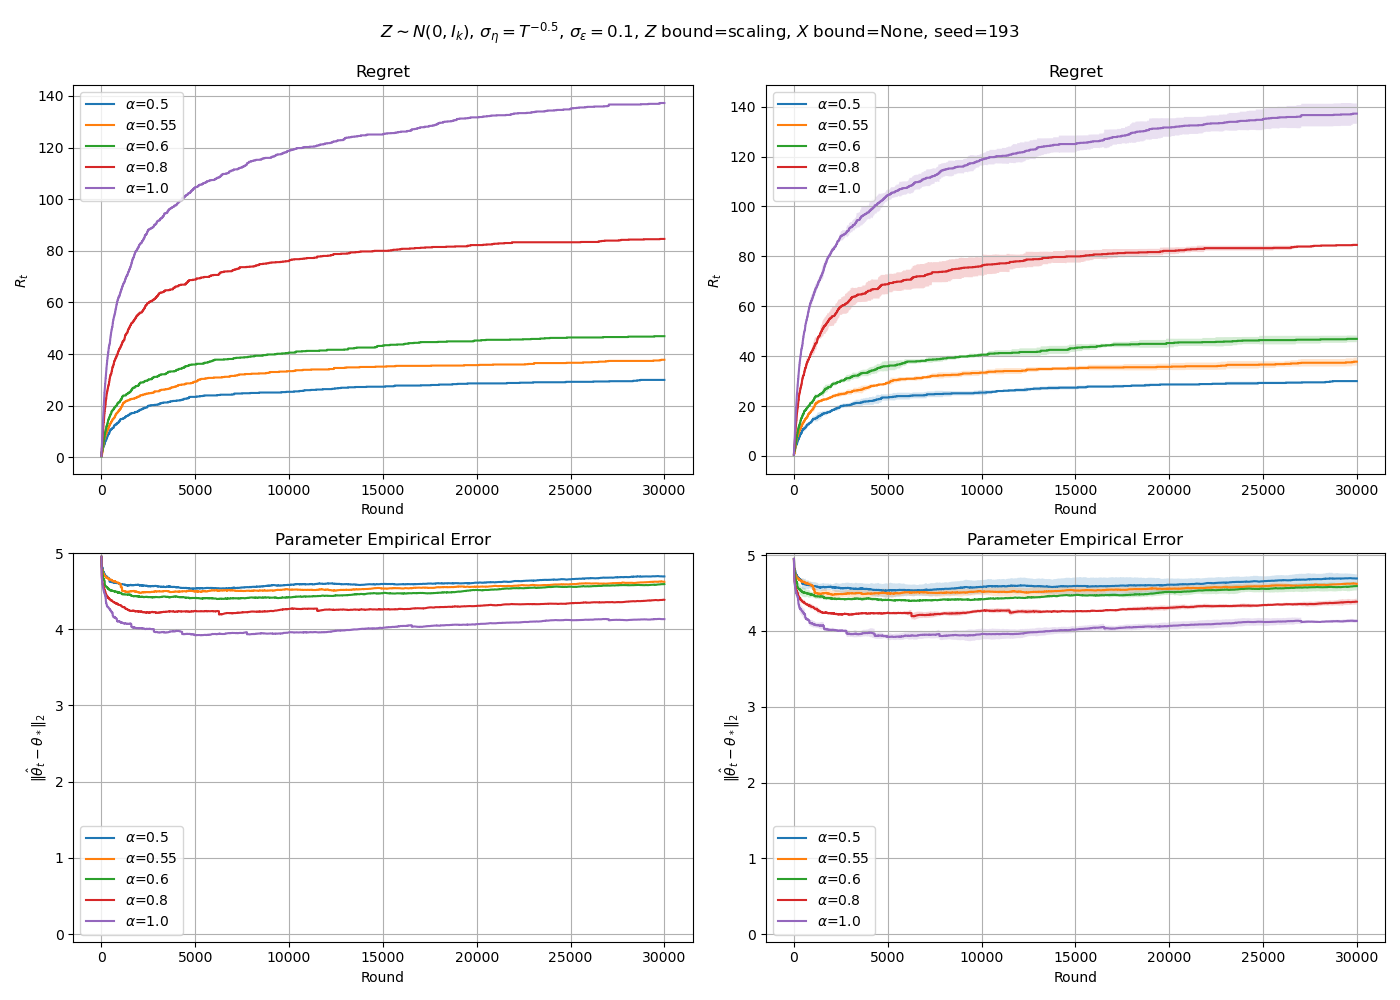 Z ∼ N(0, I_k), σ_η = T^{−0.5}, σ_ε = 0.1, Z bound=scaling, X bound=None, seed=193
Regret
R_t
140
120
100
80
60
40
20
0
α=0.5
α=0.55
α=0.6
α=0.8
α=1.0
0 5000 10000 15000 20000 25000 30000
Round
Regret
R_t
140
120
100
80
60
40
20
0
α=0.5
α=0.55
α=0.6
α=0.8
α=1.0
0 5000 10000 15000 20000 25000 30000
Round
Parameter Empirical Error
‖θ̂_t − θ_*‖_2
5
4
3
2
1
0
α=0.5
α=0.55
α=0.6
α=0.8
α=1.0
0 5000 10000 15000 20000 25000 30000
Round
Parameter Empirical Error
‖θ̂_t − θ_*‖_2
5
4
3
2
1
0
α=0.5
α=0.55
α=0.6
α=0.8
α=1.0
0 5000 10000 15000 20000 25000 30000
Round